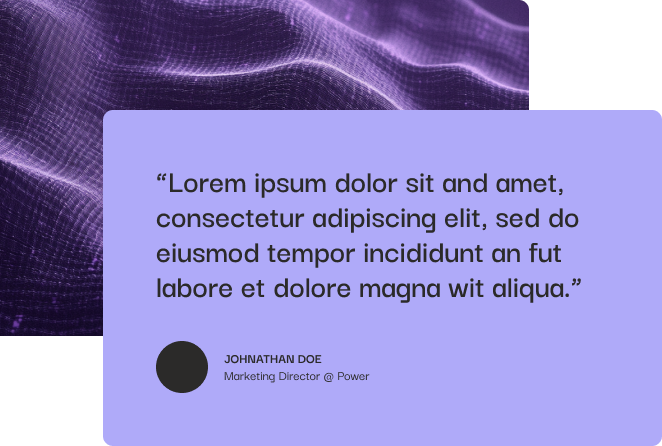 “Lorem ipsum dolor sit and amet,
consectetur adipiscing elit, sed do
eiusmod tempor incididunt an fut
labore et dolore magna wit aliqua.”
JOHNATHAN DOE
Marketing Director @ Power